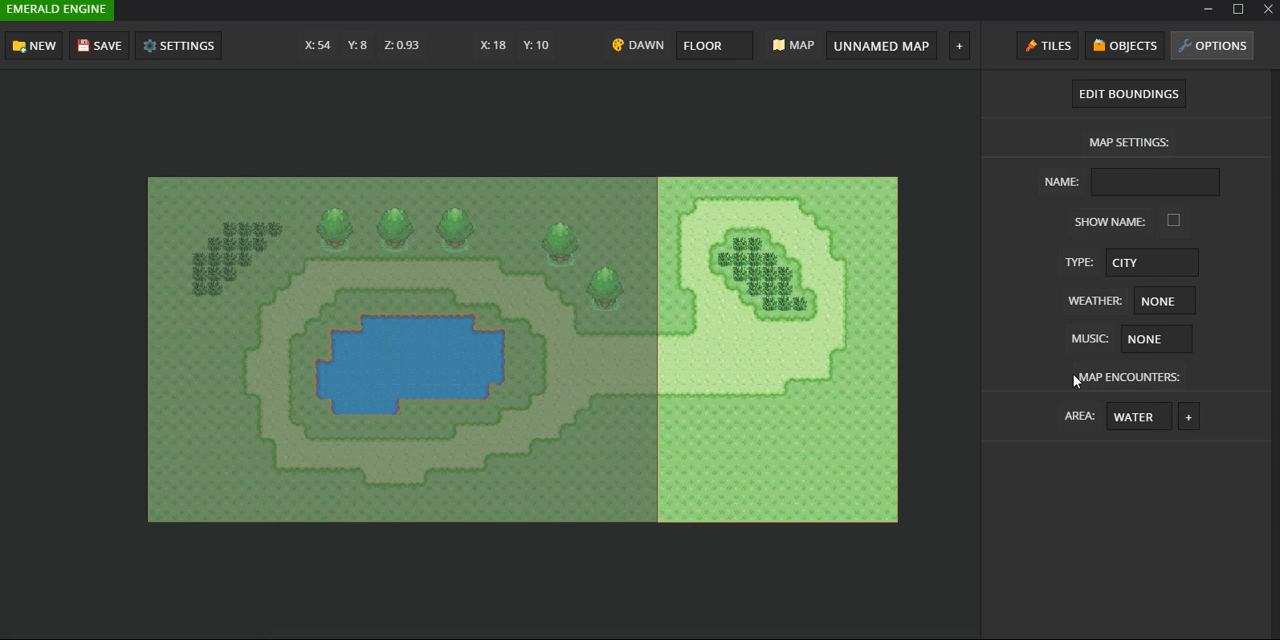 EMERALD ENGINE
NEW SAVE SETTINGS X: 54 Y: 8 Z: 0.93 X: 18 Y: 10 DAWN FLOOR MAP UNNAMED MAP + TILES OBJECTS OPTIONS
EDIT BOUNDINGS
MAP SETTINGS:
NAME:
SHOW NAME:
TYPE: CITY
WEATHER: NONE
MUSIC: NONE
MAP ENCOUNTERS:
AREA: WATER +